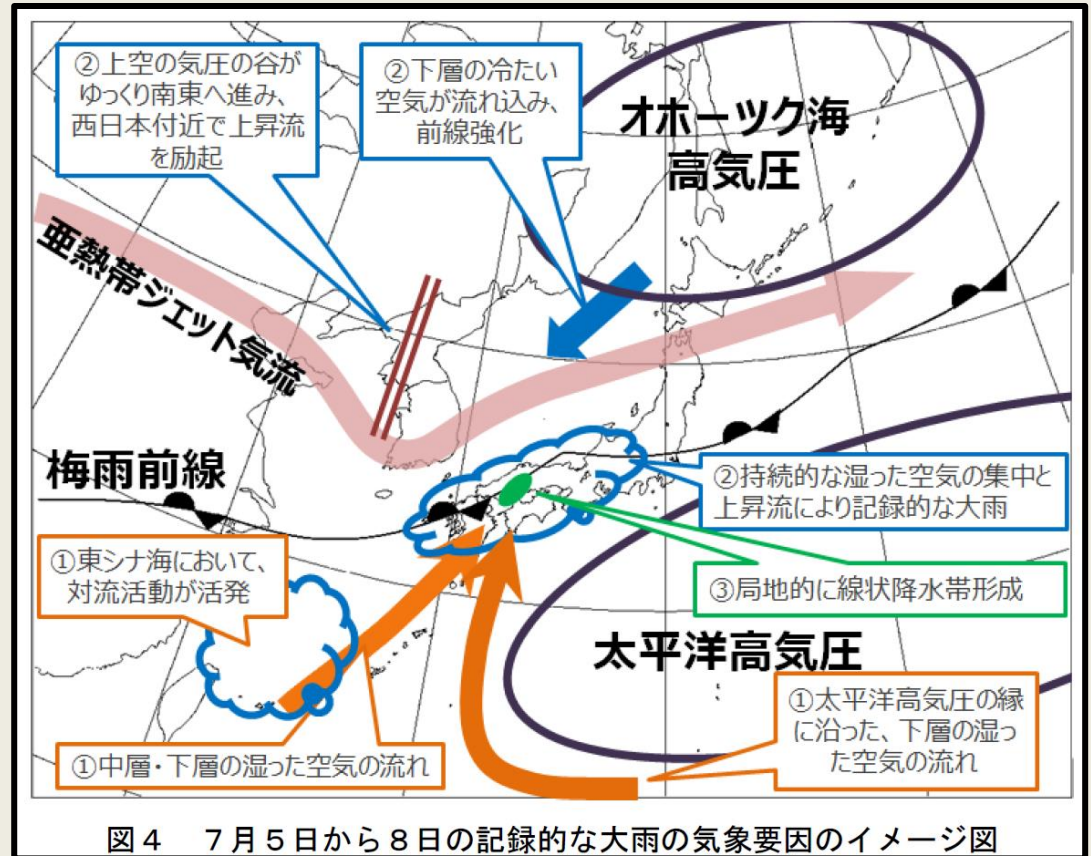 ②上空の気圧の谷が
ゆっくり南東へ進み、
西日本付近で上昇流
を励起
②下層の冷たい
空気が流れ込み、
前線強化
オホーツク海
高気圧
亜熱帯ジェット気流
梅雨前線
②持続的な湿った空気の集中と
上昇流により記録的な大雨
①東シナ海において、
対流活動が活発
③局地的に線状降水帯形成
太平洋高気圧
①太平洋高気圧の縁
に沿った、下層の湿っ
た空気の流れ
①中層・下層の湿った空気の流れ
図４　７月５日から８日の記録的な大雨の気象要因のイメージ図